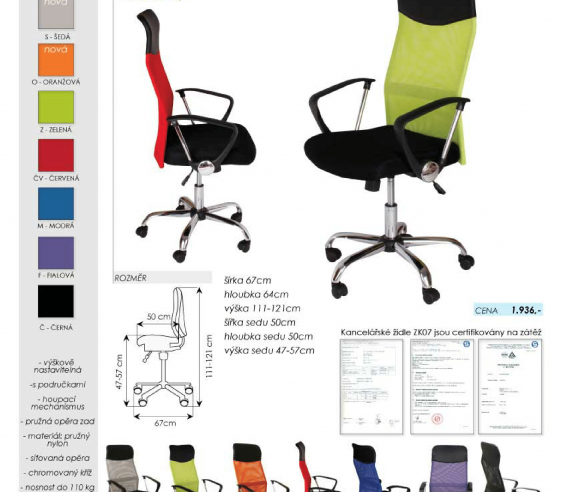 nová
S - ŠEDÁ
nová
O - ORANŽOVÁ
Z - ZELENÁ
ČV - ČERVENÁ
M - MODRÁ
F - FIALOVÁ
Č - ČERNÁ
- výškově
nastavitelná
-s područkami
- houpací
mechanismus
- pružná opěra zad
- materiál: pružný
nylon
- síťovaná opěra
- chromovaný kříž
- nosnost do 110 kg
ROZMĚR
50 cm
47-57 cm
111-121 cm
67cm
šírka 67cm
hloubka 64cm
výška 111-121cm
šířka sedu 50cm
hloubka sedu 50cm
výška sedu 47-57cm
CENA 1.936,-
Kancelářské židle ZK07 jsou certifikovány na zátěž